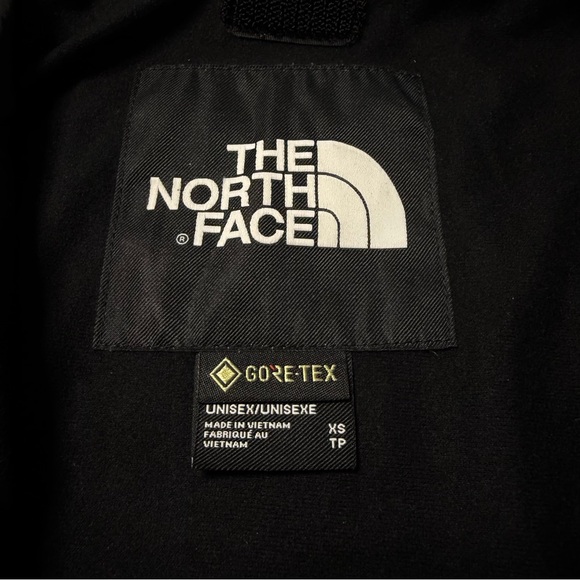 THE
NORTH
® FACE
GORE-TEX
UNISEX/UNISEXE
MADE IN VIETNAM XS
FABRIQUÉ AU TP
VIETNAM